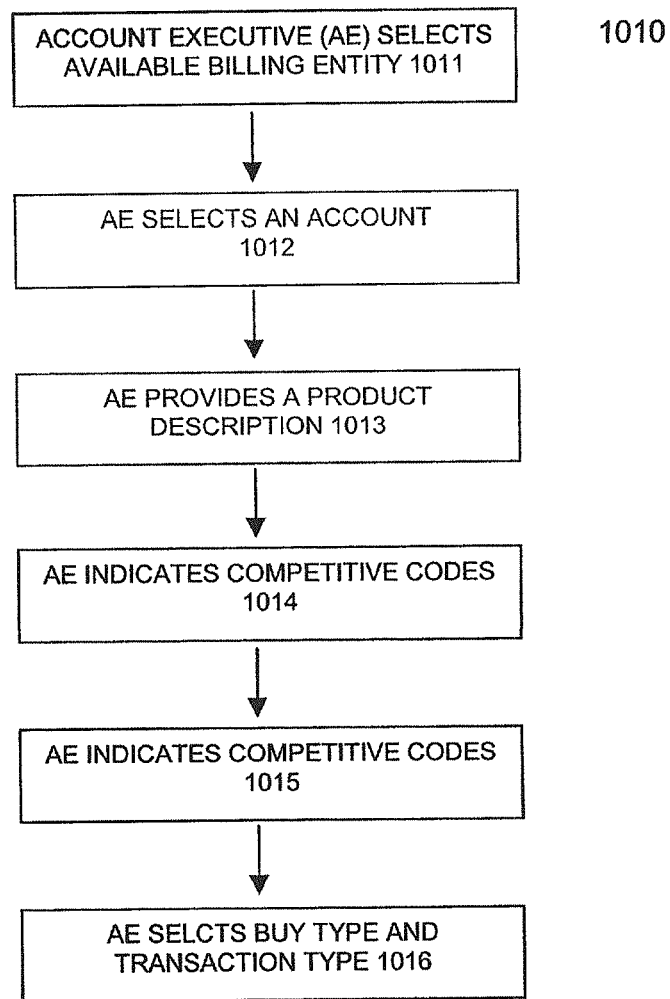 ACCOUNT EXECUTIVE (AE) SELECTS
AVAILABLE BILLING ENTITY 1011
1010
AE SELECTS AN ACCOUNT
1012
AE PROVIDES A PRODUCT
DESCRIPTION 1013
AE INDICATES COMPETITIVE CODES
1014
AE INDICATES COMPETITIVE CODES
1015
AE SELCTS BUY TYPE AND
TRANSACTION TYPE 1016